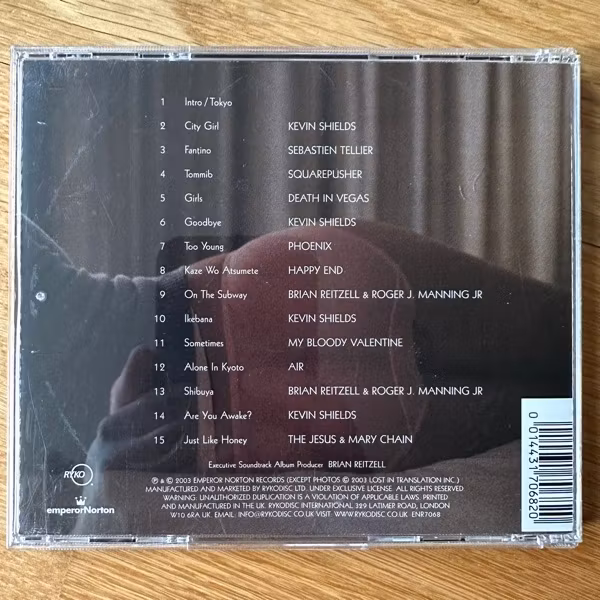 1 Intro / Tokyo
2 City Girl KEVIN SHIELDS
3 Fantino SEBASTIEN TELLIER
4 Tommib SQUAREPUSHER
5 Girls DEATH IN VEGAS
6 Goodbye KEVIN SHIELDS
7 Too Young PHOENIX
8 Kaze Wo Atsumete HAPPY END
9 On The Subway BRIAN REITZELL & ROGER J. MANNING JR
10 Ikebana KEVIN SHIELDS
11 Sometimes MY BLOODY VALENTINE
12 Alone In Kyoto AIR
13 Shibuya BRIAN REITZELL & ROGER J. MANNING JR
14 Are You Awake? KEVIN SHIELDS
15 Just Like Honey THE JESUS & MARY CHAIN
Executive Soundtrack Album Producer BRIAN REITZELL
RYKO
emperorNorton
℗ & © 2003 EMPEROR NORTON RECORDS (EXCEPT PHOTOS © 2003 LOST IN TRANSLATION INC.)
MANUFACTURED AND MARKETED BY RYKODISC LTD. UNDER EXCLUSIVE LICENSE. ALL RIGHTS RESERVED
WARNING: UNAUTHORIZED DUPLICATION IS A VIOLATION OF APPLICABLE LAWS. PRINTED
AND MANUFACTURED IN THE UK. RYKODISC INTERNATIONAL, 329 LATIMER ROAD, LONDON
W10 6RA UK. EMAIL: INFO@RYKODISC.CO.UK VISIT: WWW.RYKODISC.CO.UK ENR7068
0 014431 706820